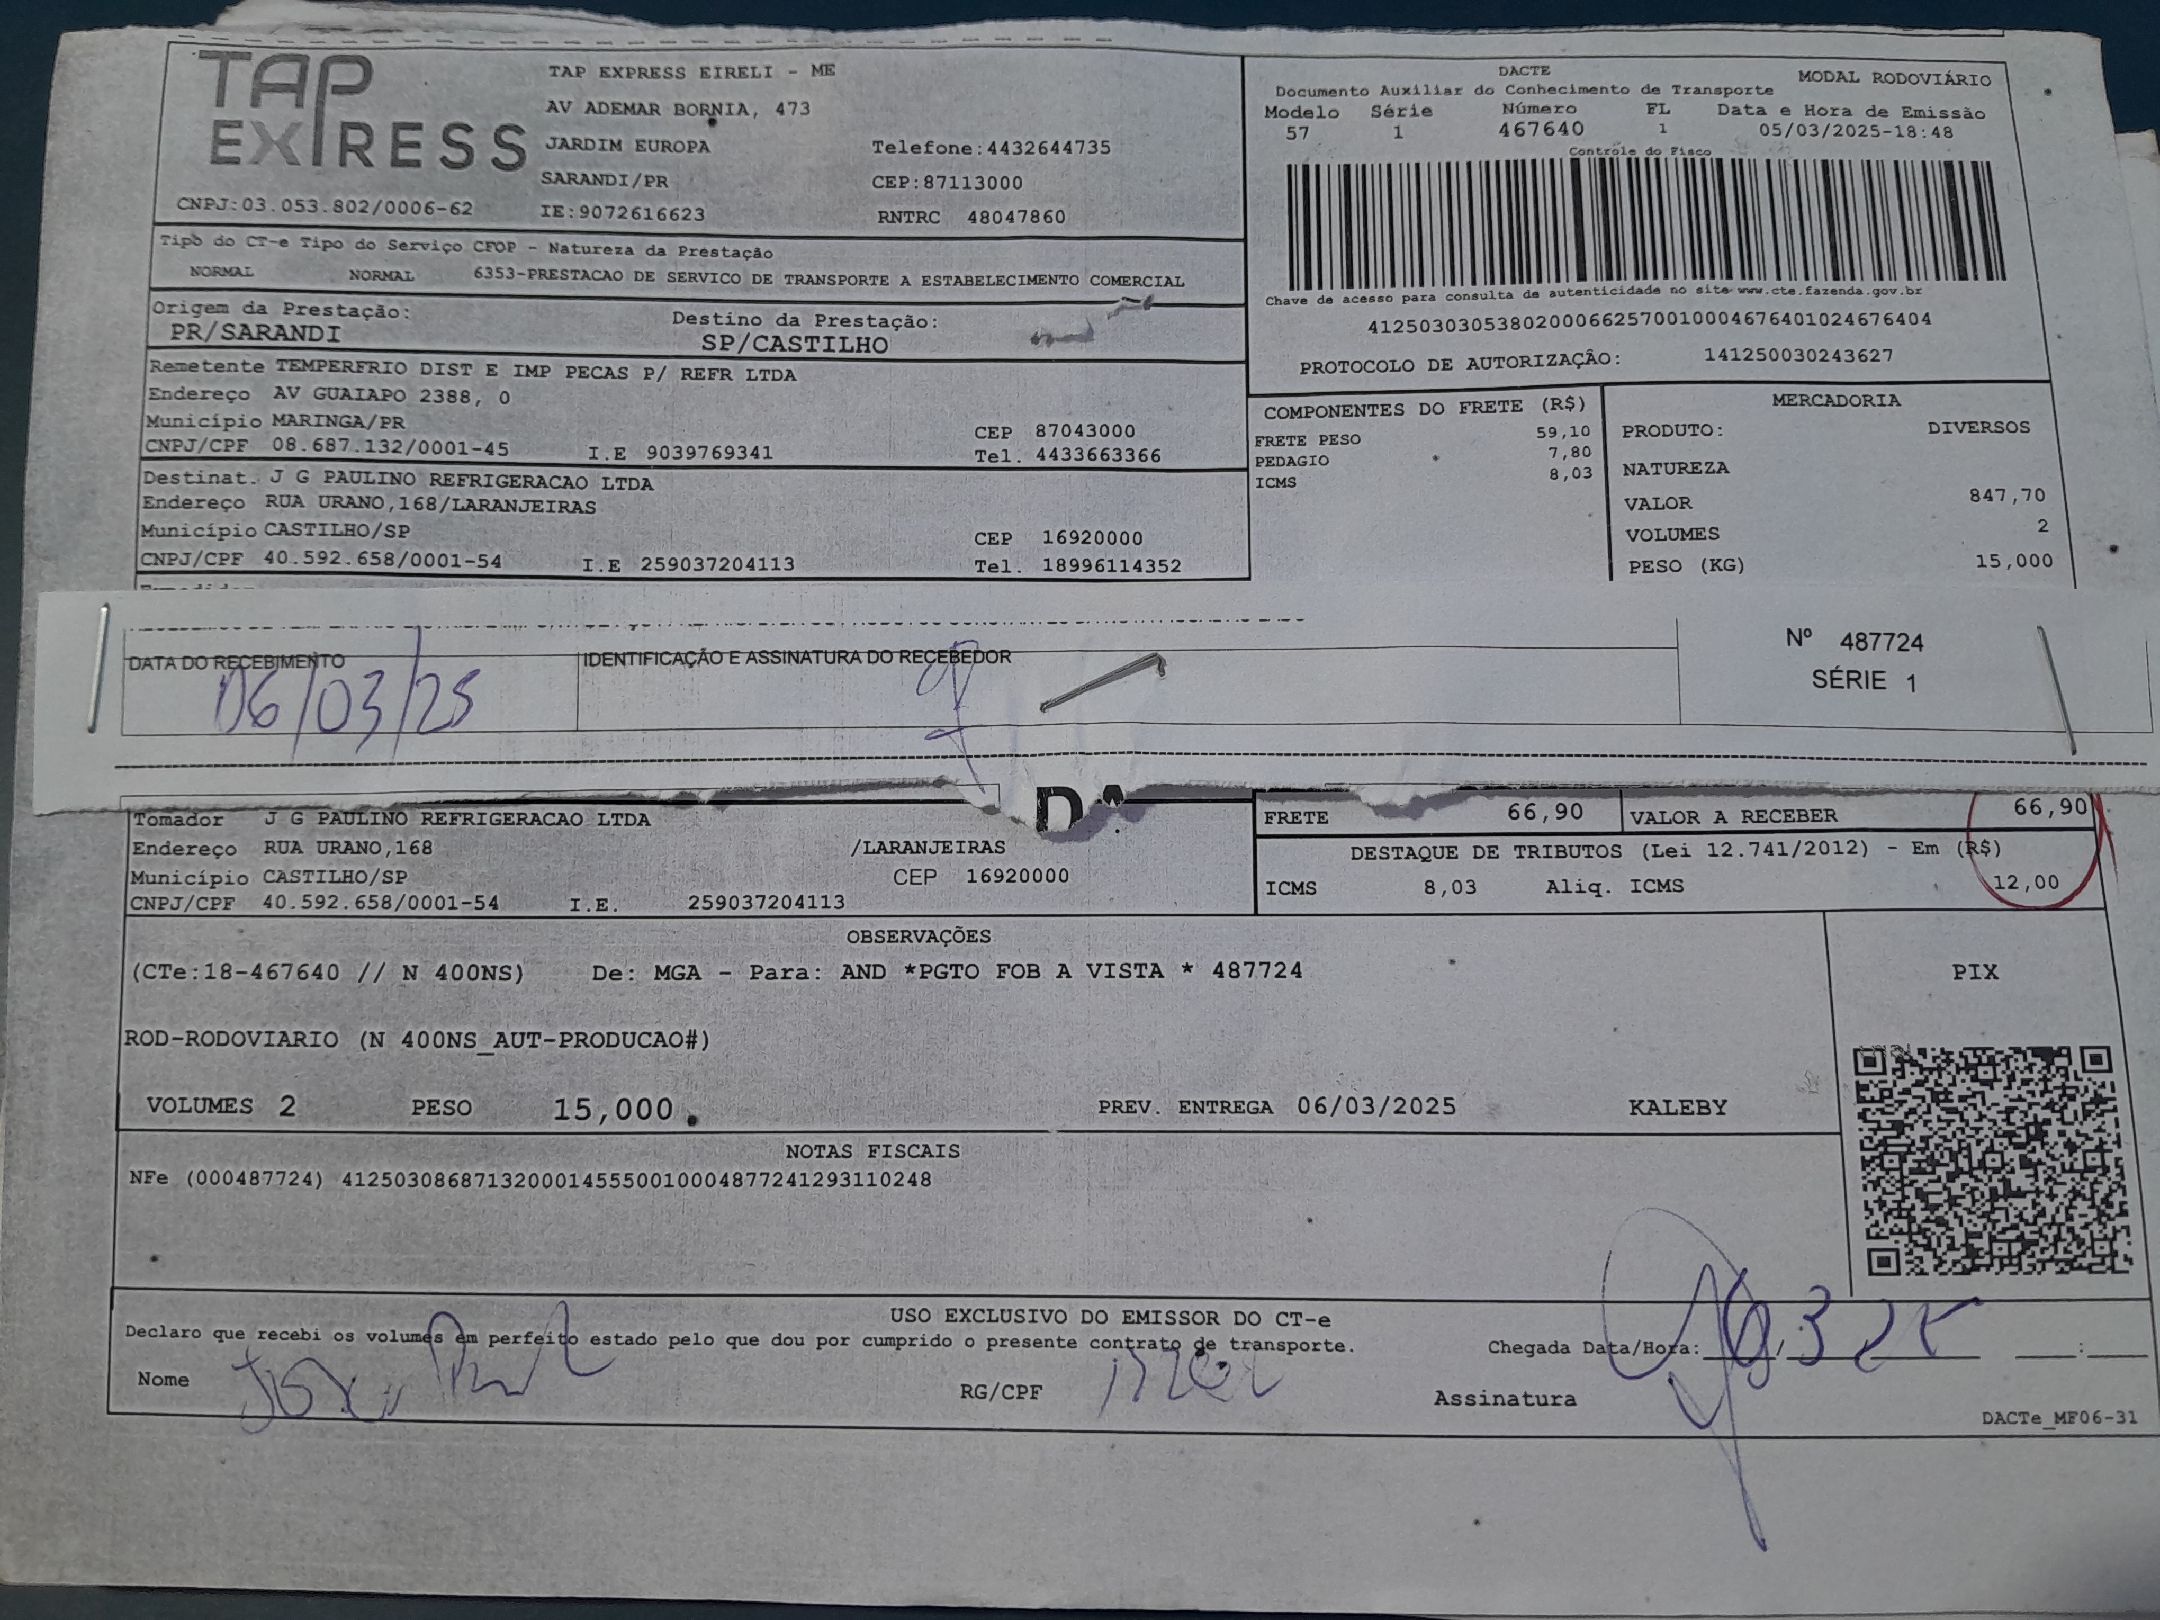 TAP EXPRESS
TAP EXPRESS EIRELI - ME
AV ADEMAR BORNIA, 473
JARDIM EUROPA Telefone:4432644735
SARANDI/PR CEP:87113000
CNPJ:03.053.802/0006-62 IE:9072616623 RNTRC 48047860
DACTE MODAL RODOVIÁRIO
Documento Auxiliar do Conhecimento de Transporte
Modelo Série Número FL Data e Hora de Emissão
57 1 467640 1 05/03/2025-18:48
Controle do Fisco
Chave de acesso para consulta de autenticidade no site www.cte.fazenda.gov.br
41250303053802000662570010004676401024676404
PROTOCOLO DE AUTORIZAÇÃO: 141250030243627
Tipo do CT-e Tipo do Serviço CFOP - Natureza da Prestação
NORMAL NORMAL 6353-PRESTACAO DE SERVICO DE TRANSPORTE A ESTABELECIMENTO COMERCIAL
Origem da Prestação: Destino da Prestação:
PR/SARANDI SP/CASTILHO
Remetente TEMPERFRIO DIST E IMP PECAS P/ REFR LTDA
Endereço AV GUAIAPO 2388, 0
Município MARINGA/PR CEP 87043000
CNPJ/CPF 08.687.132/0001-45 I.E 9039769341 Tel. 4433663366
Destinat. J G PAULINO REFRIGERACAO LTDA
Endereço RUA URANO,168/LARANJEIRAS
Município CASTILHO/SP CEP 16920000
CNPJ/CPF 40.592.658/0001-54 I.E 259037204113 Tel. 18996114352
COMPONENTES DO FRETE (R$)
FRETE PESO 59,10
PEDAGIO 7,80
ICMS 8,03
MERCADORIA
PRODUTO: DIVERSOS
NATUREZA
VALOR 847,70
VOLUMES 2
PESO (KG) 15,000
DATA DO RECEBIMENTO IDENTIFICAÇÃO E ASSINATURA DO RECEBEDOR
06/03/25
Nº 487724
SÉRIE 1
Tomador J G PAULINO REFRIGERACAO LTDA
Endereço RUA URANO,168 /LARANJEIRAS
Município CASTILHO/SP CEP 16920000
CNPJ/CPF 40.592.658/0001-54 I.E. 259037204113
FRETE 66,90 VALOR A RECEBER 66,90
DESTAQUE DE TRIBUTOS (Lei 12.741/2012) - Em (R$)
ICMS 8,03 Aliq. ICMS 12,00
OBSERVAÇÕES
(CTe:18-467640 // N 400NS) De: MGA - Para: AND *PGTO FOB A VISTA * 487724
ROD-RODOVIARIO (N 400NS_AUT-PRODUCAO#)
VOLUMES 2 PESO 15,000 PREV. ENTREGA 06/03/2025 KALEBY
PIX
NOTAS FISCAIS
NFe (000487724) 41250308687132000145550010004877241293110248
USO EXCLUSIVO DO EMISSOR DO CT-e
Declaro que recebi os volumes em perfeito estado pelo que dou por cumprido o presente contrato de transporte.
Chegada Data/Hora: / :
Nome RG/CPF Assinatura
DACTe_MF06-31